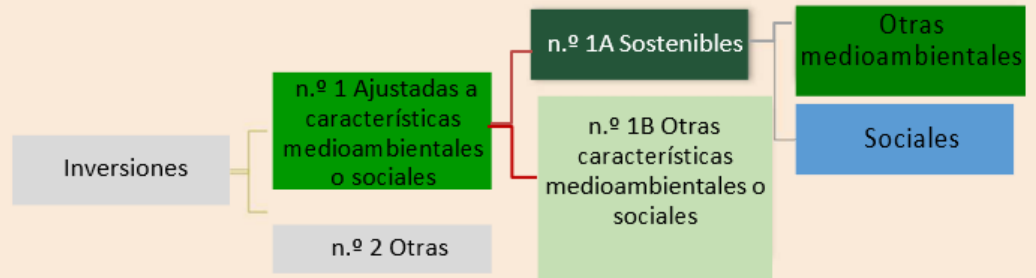 Inversiones
n.º 1 Ajustadas a
características
medioambientales
o sociales
n.º 2 Otras
n.º 1A Sostenibles
n.º 1B Otras
características
medioambientales o
sociales
Otras
medioambientales
Sociales